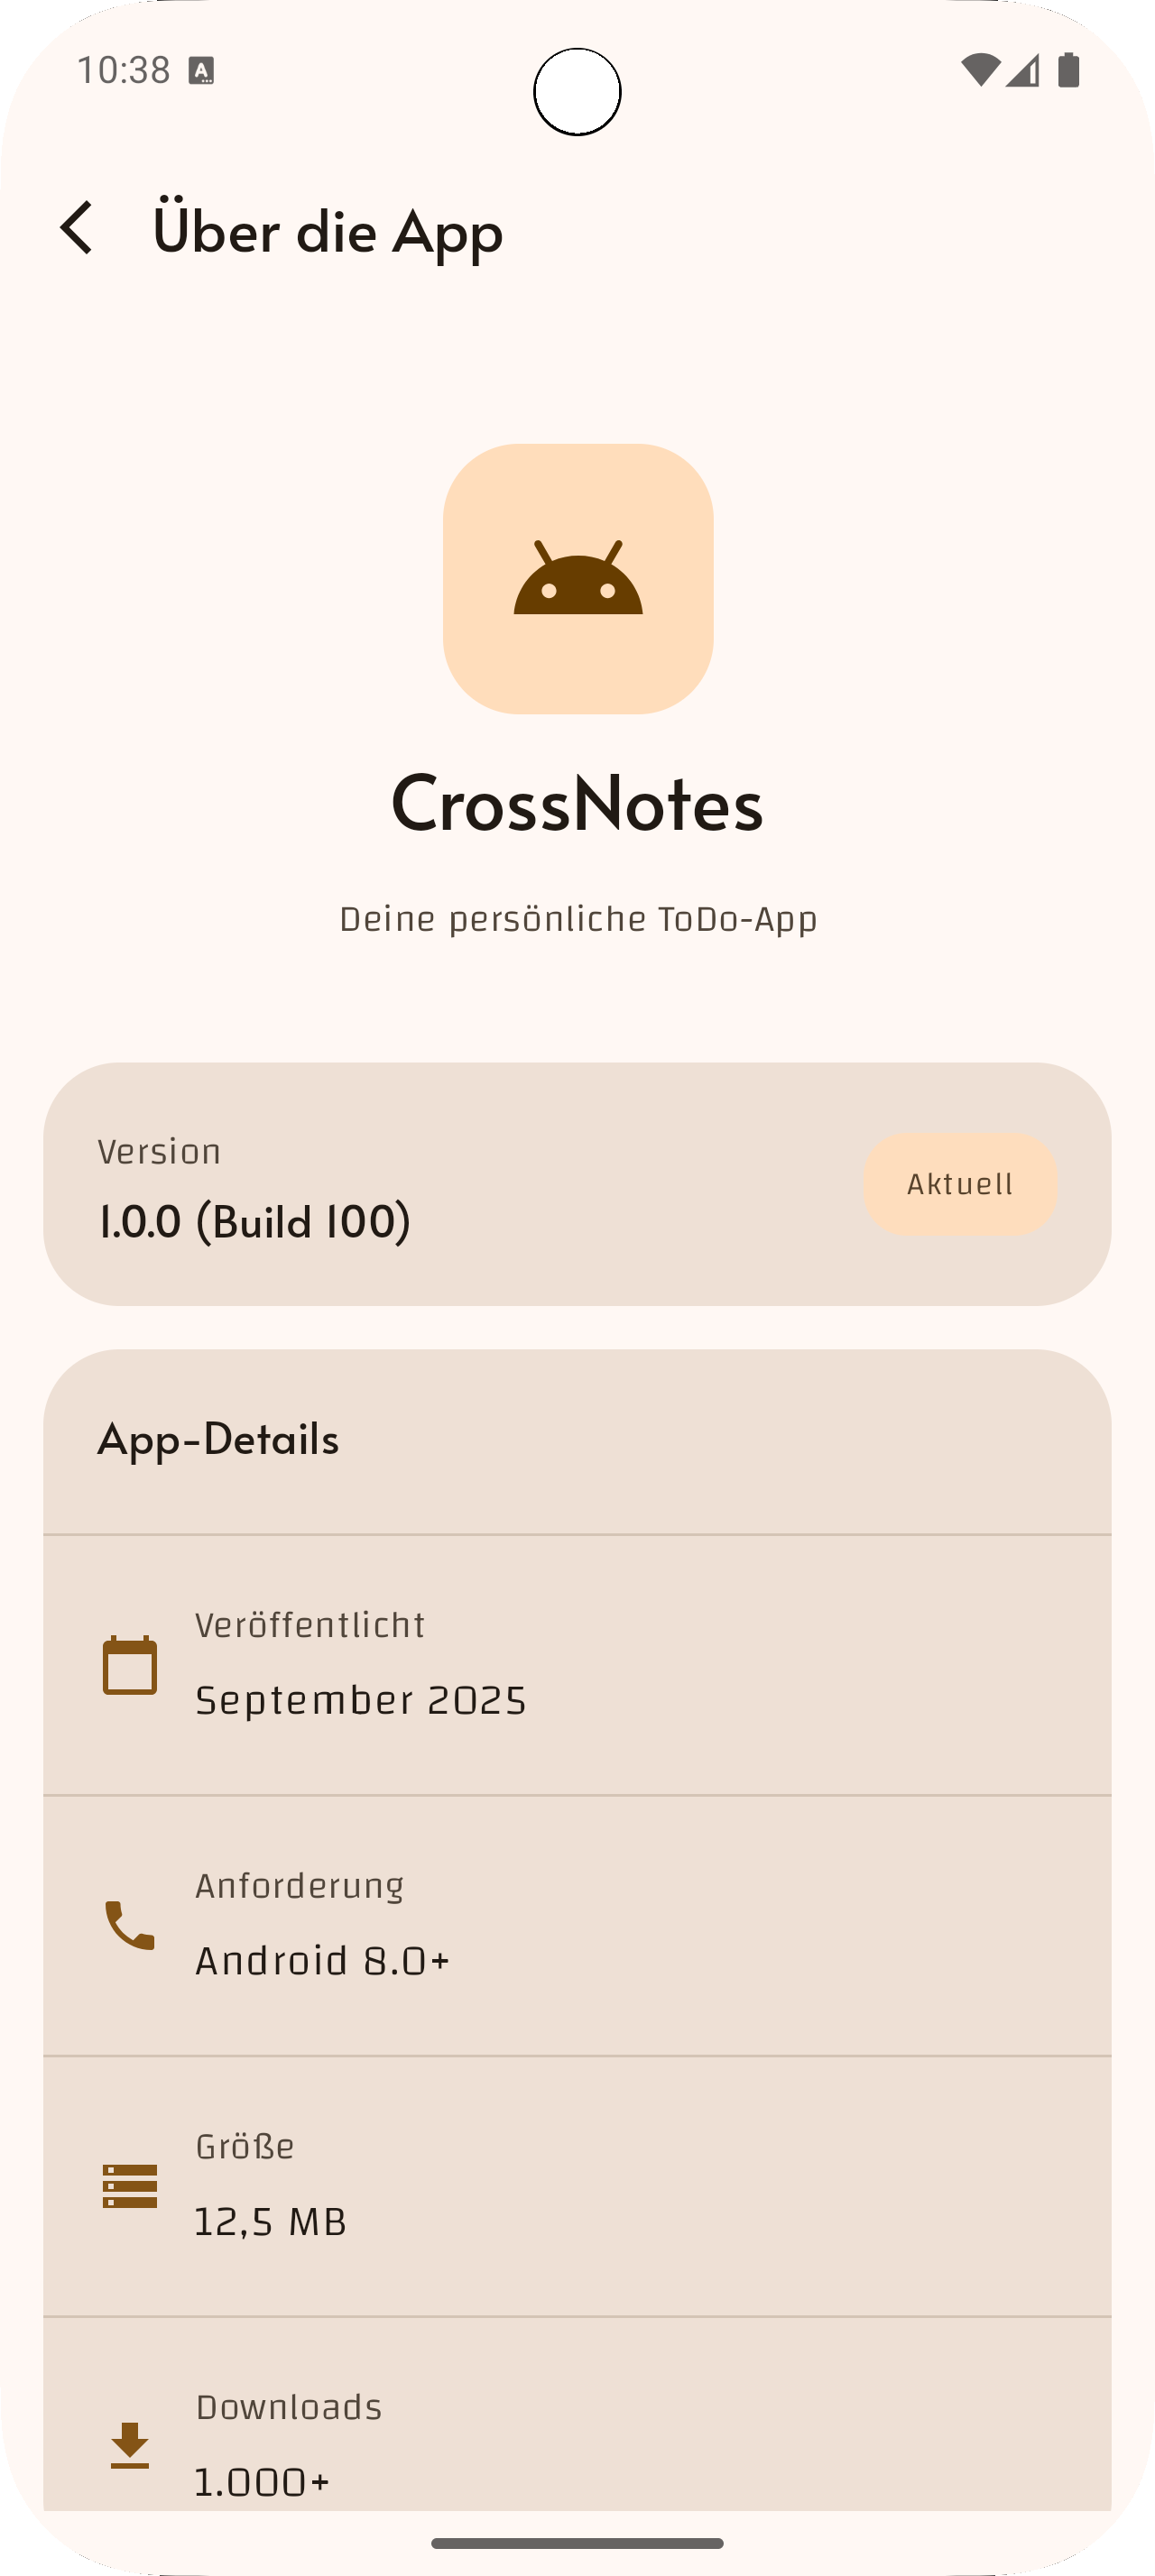 10:38
Über die App
CrossNotes
Deine persönliche ToDo-App
Version
1.0.0 (Build 100)
Aktuell
App-Details
Veröffentlicht
September 2025
Anforderung
Android 8.0+
Größe
12,5 MB
Downloads
1.000+